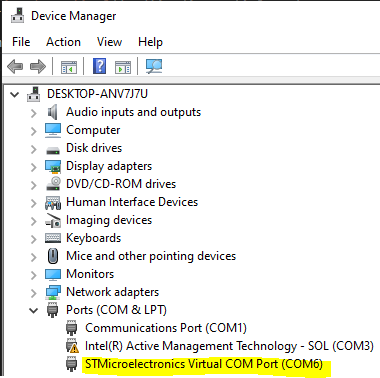 Device Manager
File Action View Help
DESKTOP-ANV7J7U
Audio inputs and outputs
Computer
Disk drives
Display adapters
DVD/CD-ROM drives
Human Interface Devices
Imaging devices
Keyboards
Mice and other pointing devices
Monitors
Network adapters
Ports (COM & LPT)
Communications Port (COM1)
Intel(R) Active Management Technology - SOL (COM3)
STMicroelectronics Virtual COM Port (COM6)